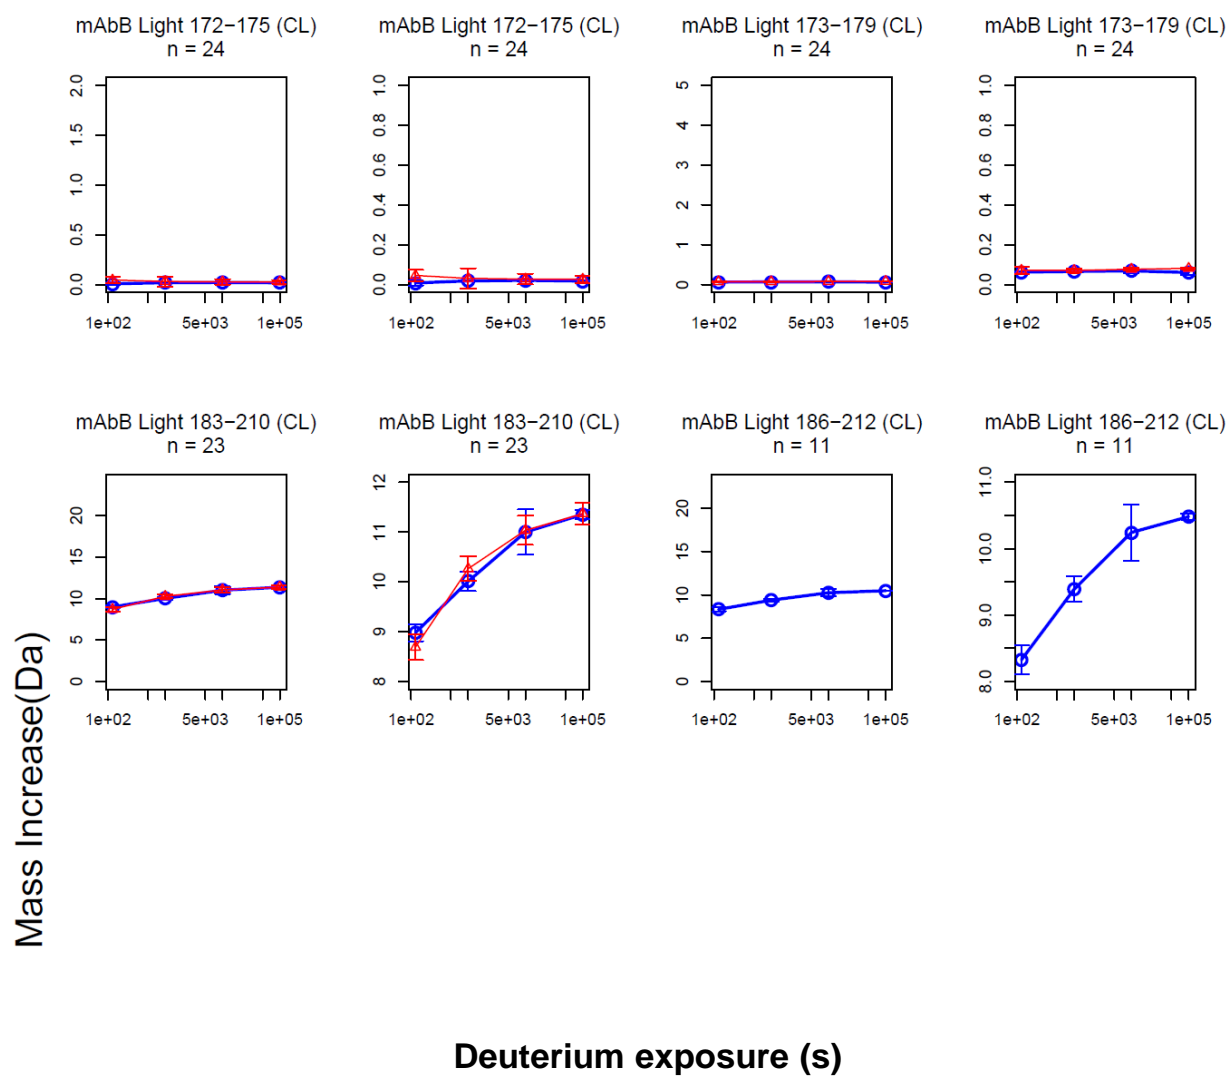 mAbB Light 172−175 (CL)
n = 24
mAbB Light 172−175 (CL)
n = 24
mAbB Light 173−179 (CL)
n = 24
mAbB Light 173−179 (CL)
n = 24
2.0
1.5
1.0
0.5
0.0
1e+02 5e+03 1e+05
1.0
0.8
0.6
0.4
0.2
0.0
1e+02 5e+03 1e+05
5
4
3
2
1
0
1e+02 5e+03 1e+05
1.0
0.8
0.6
0.4
0.2
0.0
1e+02 5e+03 1e+05
mAbB Light 183−210 (CL)
n = 23
mAbB Light 183−210 (CL)
n = 23
mAbB Light 186−212 (CL)
n = 11
mAbB Light 186−212 (CL)
n = 11
20
15
10
5
0
1e+02 5e+03 1e+05
12
11
10
9
8
1e+02 5e+03 1e+05
20
15
10
5
0
1e+02 5e+03 1e+05
11.0
10.0
9.0
8.0
1e+02 5e+03 1e+05
Mass Increase(Da)
Deuterium exposure (s)